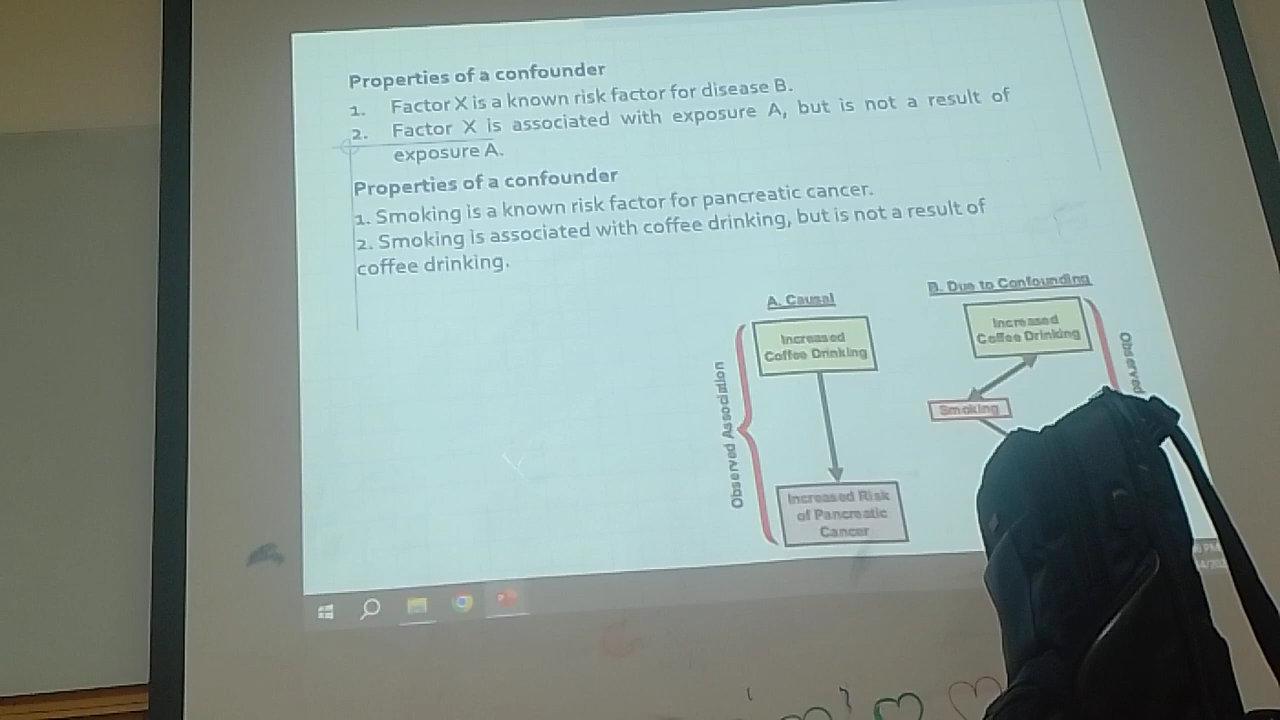 Properties of a confounder
1. Factor X is a known risk factor for disease B.
2. Factor X is associated with exposure A, but is not a result of
exposure A.
Properties of a confounder
1. Smoking is a known risk factor for pancreatic cancer.
2. Smoking is associated with coffee drinking, but is not a result of
coffee drinking.
A. Causal
Increased
Coffee Drinking
Observed Association
Increased Risk
of Pancreatic
Cancer
B. Due to Confounding
Increased
Coffee Drinking
Observed
Smoking